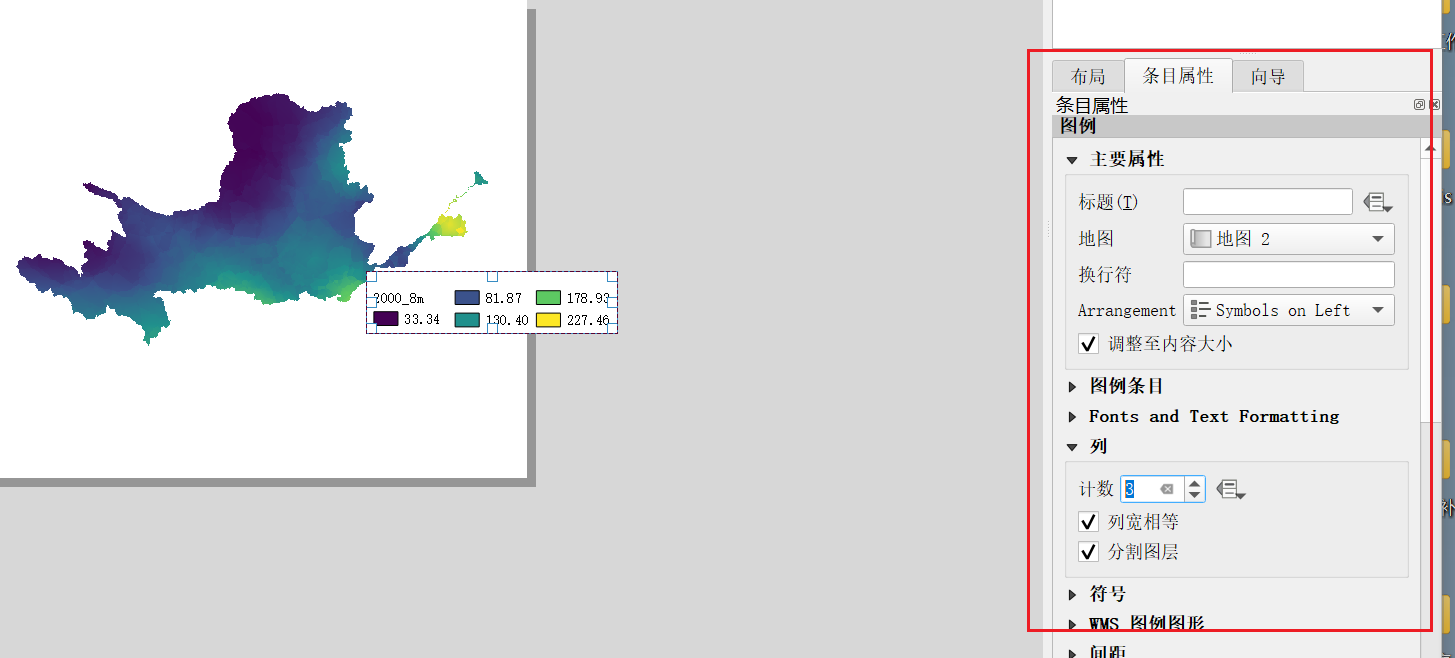 布局 条目属性 向导
条目属性
图例
主要属性
标题(T)
地图 地图 2
换行符
Arrangement Symbols on Left
调整至内容大小
图例条目
Fonts and Text Formatting
列
计数 3
列宽相等
分割图层
符号
WMS 图例图形
间距
2000_8m 81.87 178.93
33.34 130.40 227.46